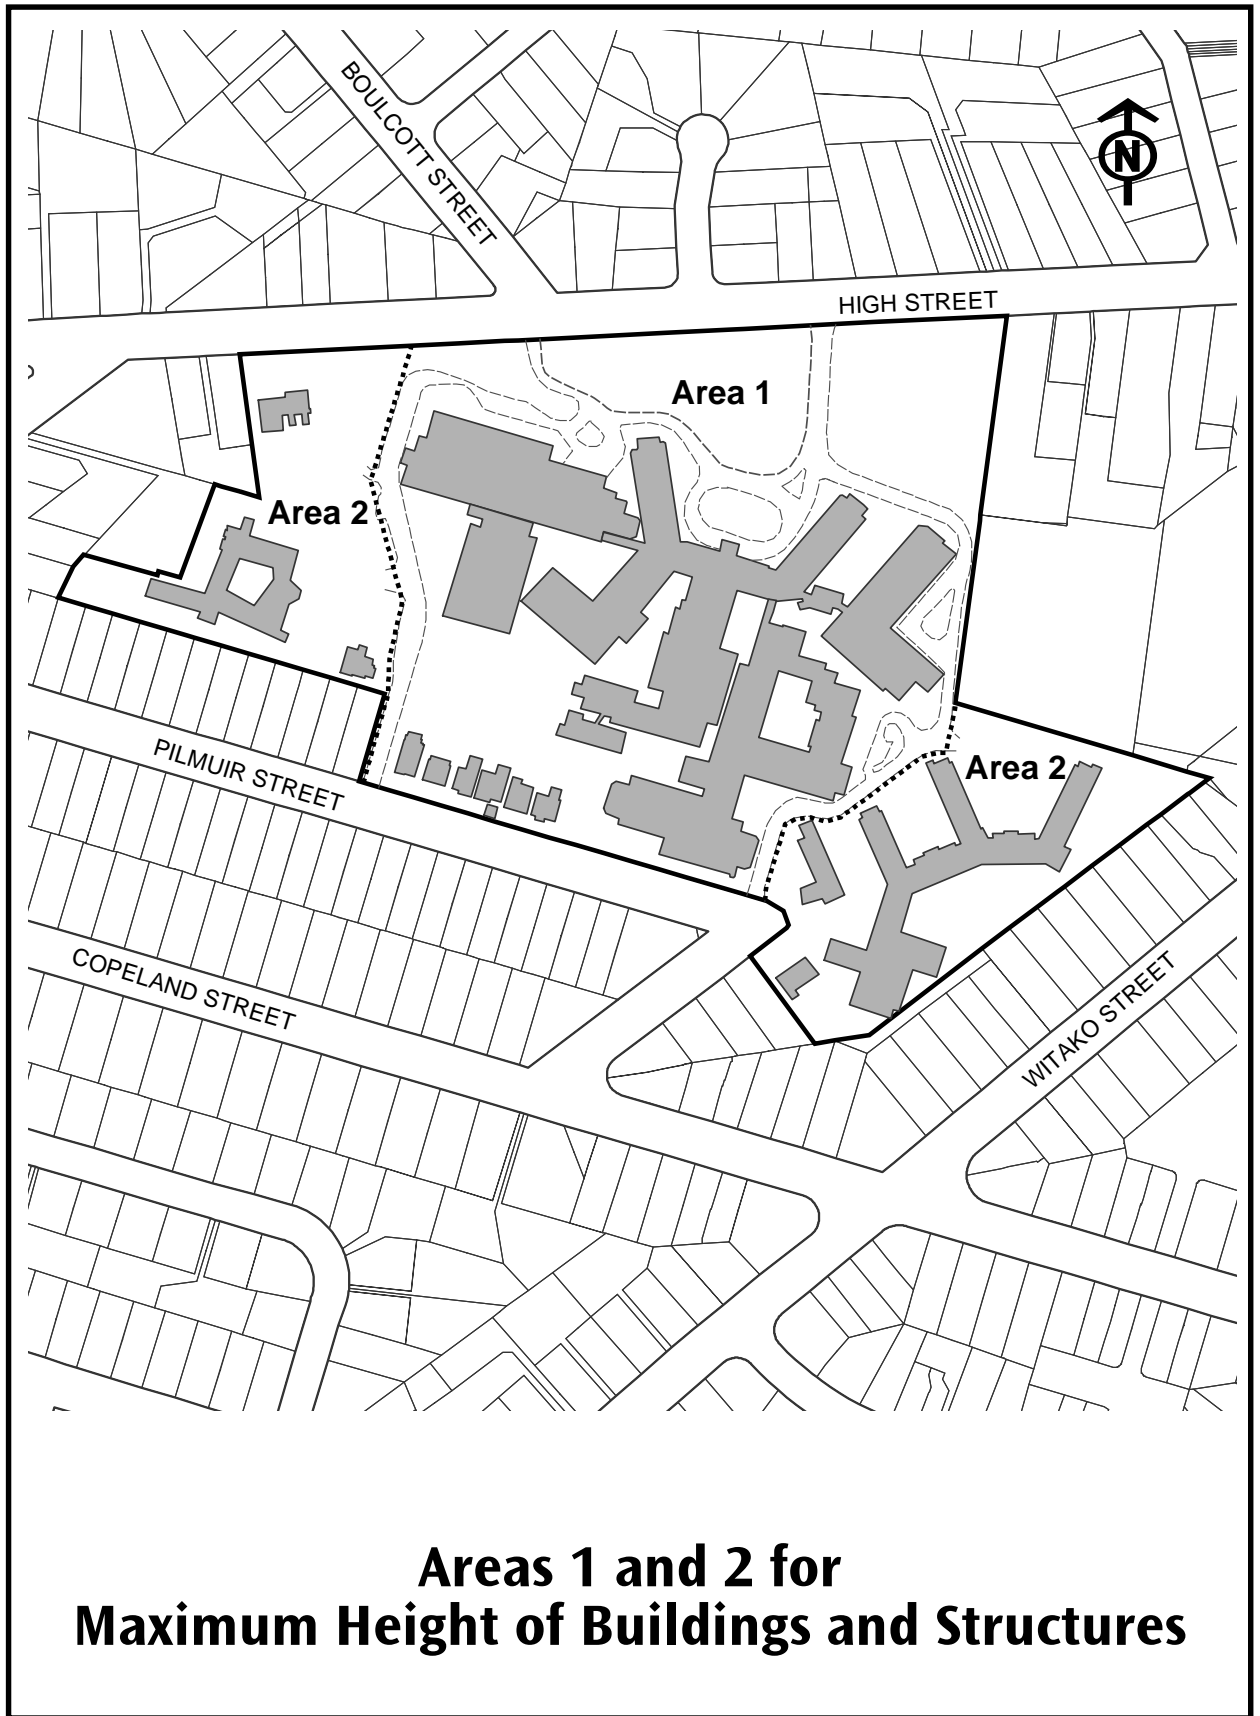 BOULCOTT STREET
N
HIGH STREET
Area 1
Area 2
PILMUIR STREET
Area 2
COPELAND STREET
WITAKO STREET
Areas 1 and 2 for
Maximum Height of Buildings and Structures